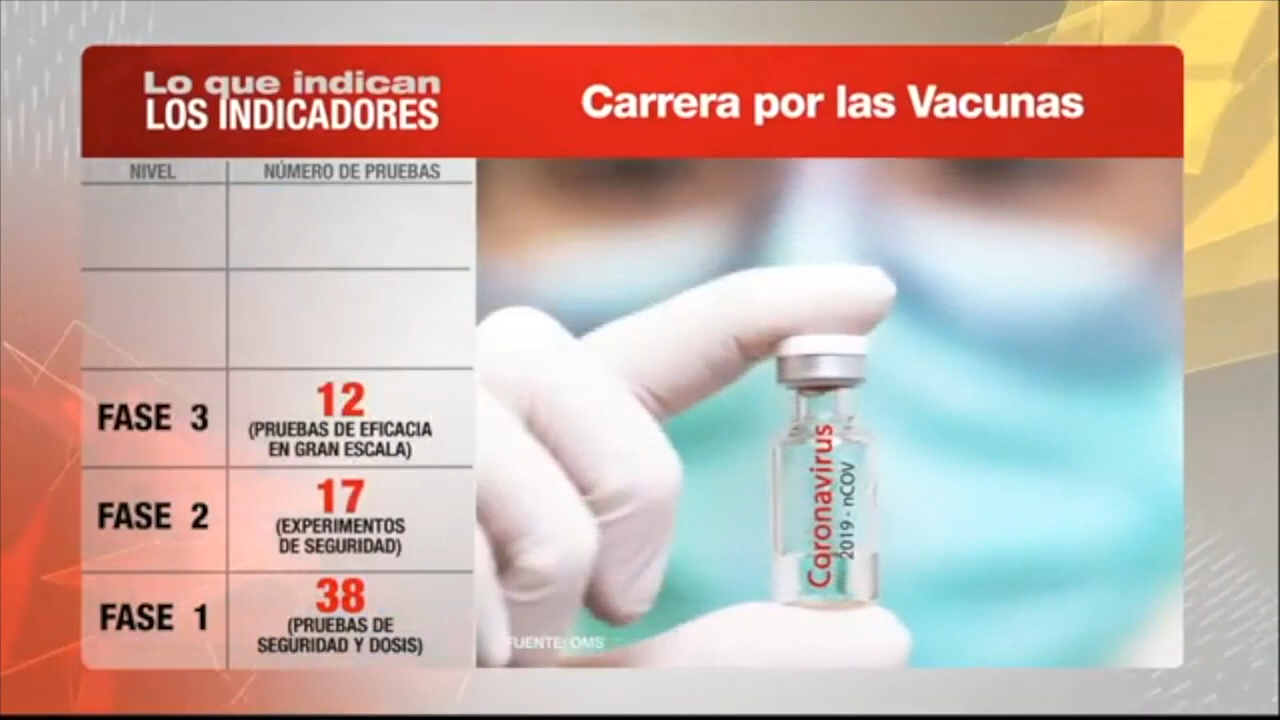 Lo que indican
LOS INDICADORES
Carrera por las Vacunas
NIVEL
NÚMERO DE PRUEBAS
FASE 3
12
(PRUEBAS DE EFICACIA
EN GRAN ESCALA)
FASE 2
17
(EXPERIMENTOS
DE SEGURIDAD)
FASE 1
38
(PRUEBAS DE
SEGURIDAD Y DOSIS)
Coronavirus
2019 - nCOV
FUENTE: OMS